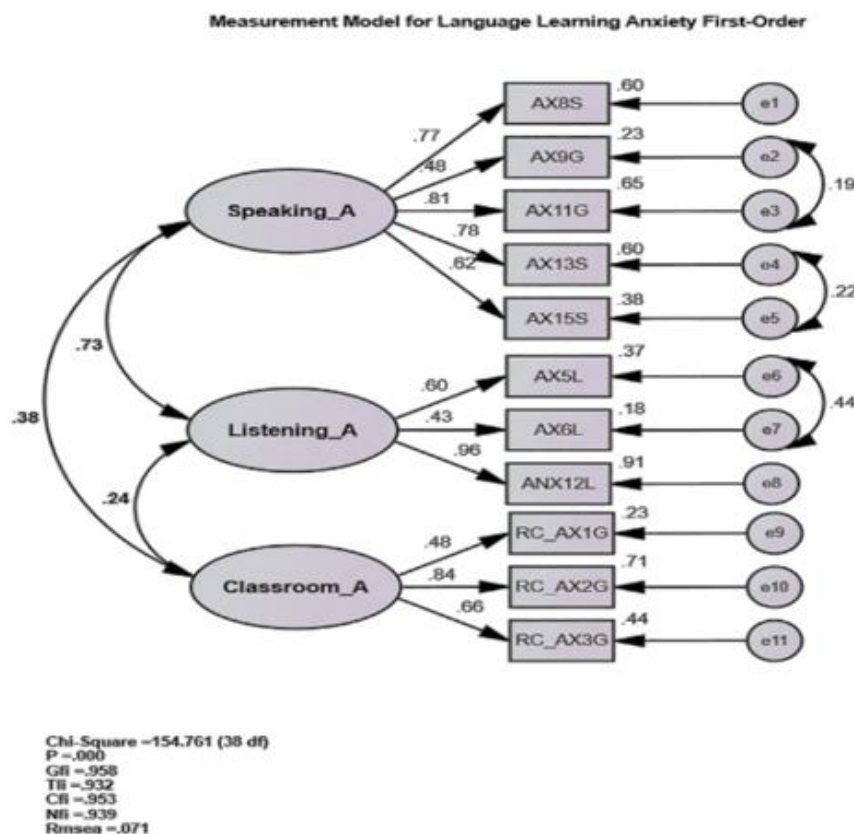 Measurement Model for Language Learning Anxiety First-Order
.60
AX8S
e1
.77
.23
AX9G
e2
.48
.19
.65
AX11G
e3
.81
Speaking_A
.78
.60
AX13S
e4
.62
.22
.38
AX15S
e5
.73
.37
AX5L
e6
.60
.44
.18
AX6L
e7
.43
.38
Listening_A
.96
.91
ANX12L
e8
.24
.23
RC_AX1G
e9
.48
.71
RC_AX2G
e10
.84
Classroom_A
.66
.44
RC_AX3G
e11
Chi-Square =154.761 (38 df)
P =.000
Gfi =.958
Tli =.932
Cfi =.953
Nfi =.939
Rmsea =.071